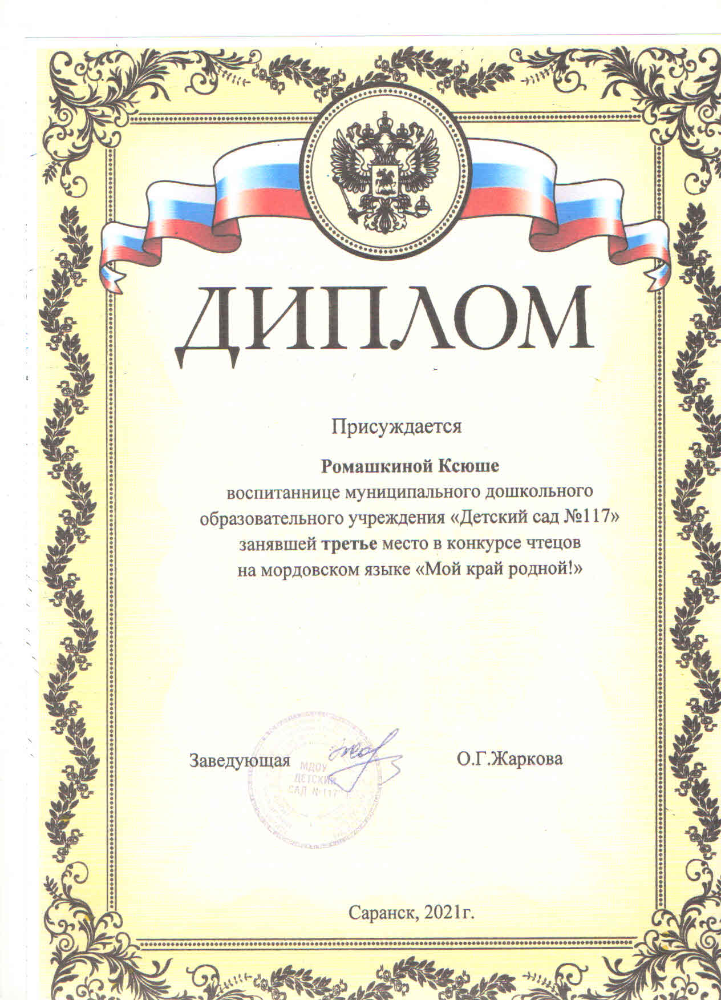 ДИПЛОМ
Присуждается
Ромашкиной Ксюше
воспитаннице муниципального дошкольного
образовательного учреждения «Детский сад №117»
занявшей третье место в конкурсе чтецов
на мордовском языке «Мой край родной!»
Заведующая О.Г.Жаркова
МДОУ
ДЕТСКИЙ
САД №117
Саранск, 2021г.